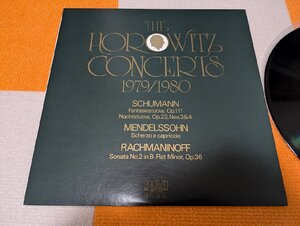 THE
HOROWITZ
CONCERTS
1979/1980
SCHUMANN
Fantasiestücke, Op.111
Nachtstücke, Op.23, Nos.3 & 4
MENDELSSOHN
Scherzo a capriccio
RACHMANINOFF
Sonata No.2 in B-Flat Minor, Op.36
RCA